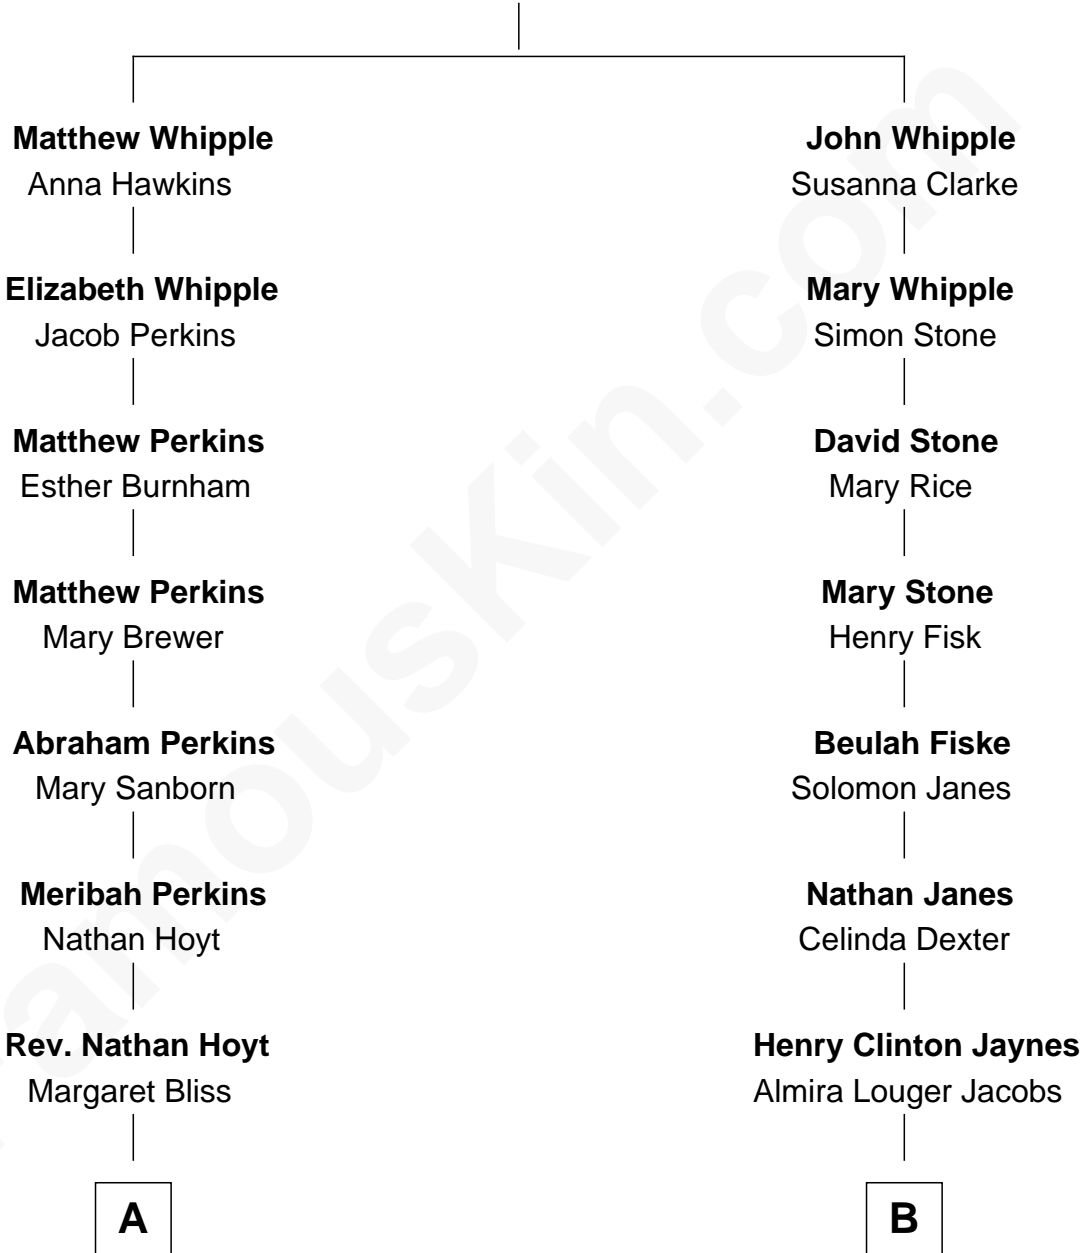 Matthew Whipple
Anna Hawkins
Elizabeth Whipple
Jacob Perkins
Matthew Perkins
Esther Burnham
Matthew Perkins
Mary Brewer
Abraham Perkins
Mary Sanborn
Meribah Perkins
Nathan Hoyt
Rev. Nathan Hoyt
Margaret Bliss
A
John Whipple
Susanna Clarke
Mary Whipple
Simon Stone
David Stone
Mary Rice
Mary Stone
Henry Fisk
Beulah Fiske
Solomon Janes
Nathan Janes
Celinda Dexter
Henry Clinton Jaynes
Almira Louger Jacobs
B
FamousKin.com